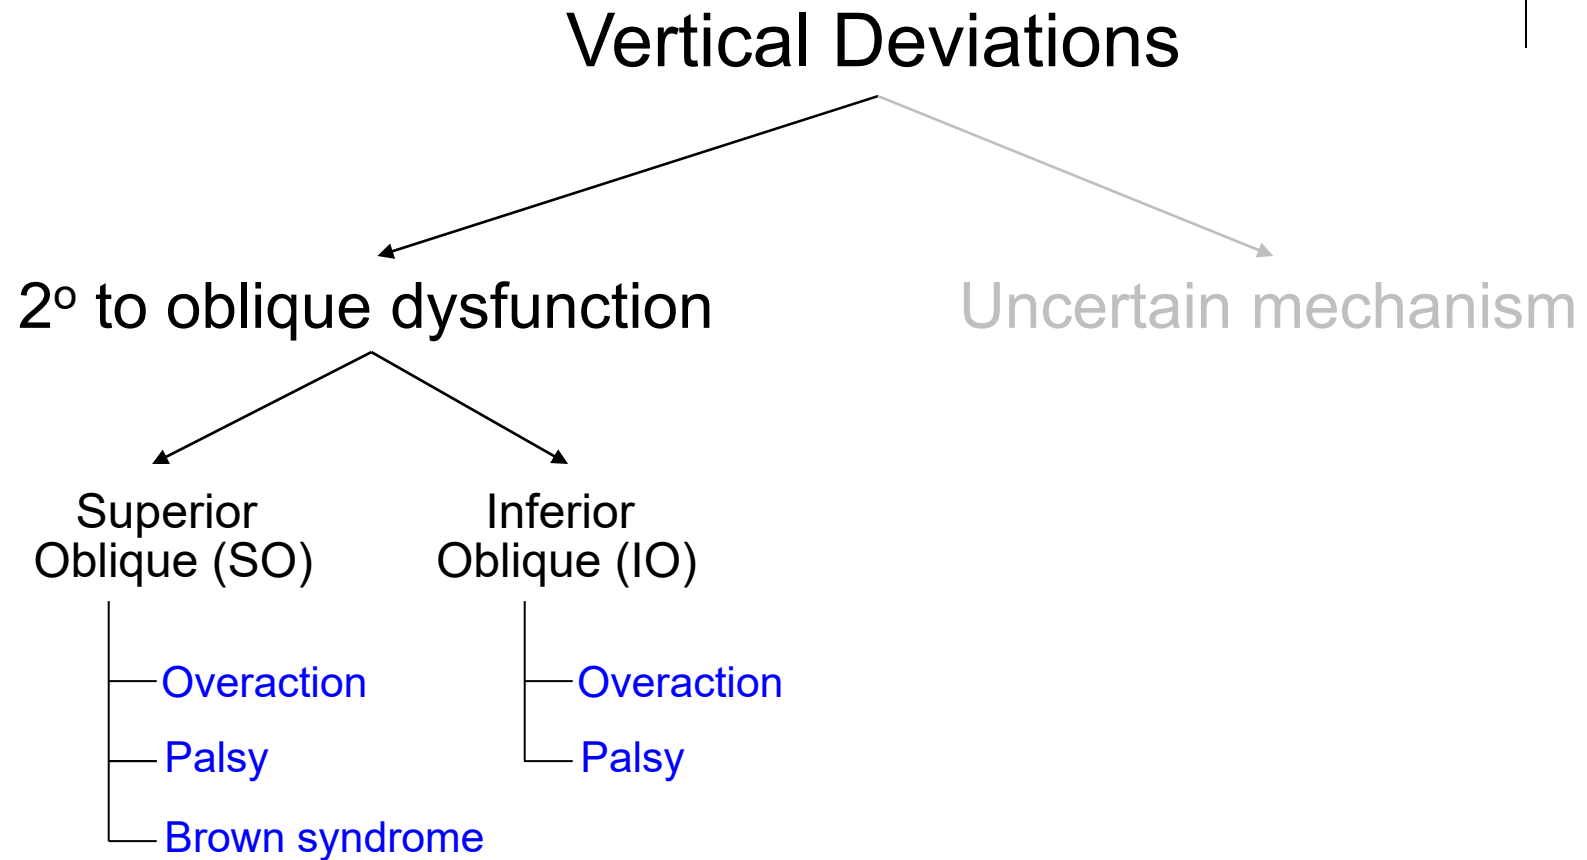 Vertical Deviations
2º to oblique dysfunction
Uncertain mechanism
Superior
Oblique (SO)
Inferior
Oblique (IO)
Overaction
Palsy
Brown syndrome
Overaction
Palsy